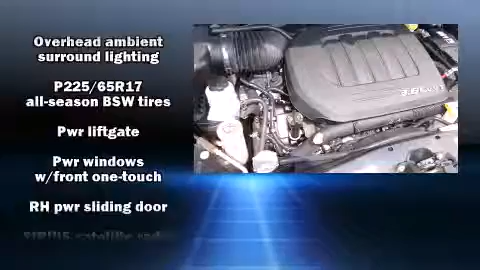 Overhead ambient
surround lighting
P225/65R17
all-season BSW tires
Pwr liftgate
Pwr windows
w/front one-touch
RH pwr sliding door